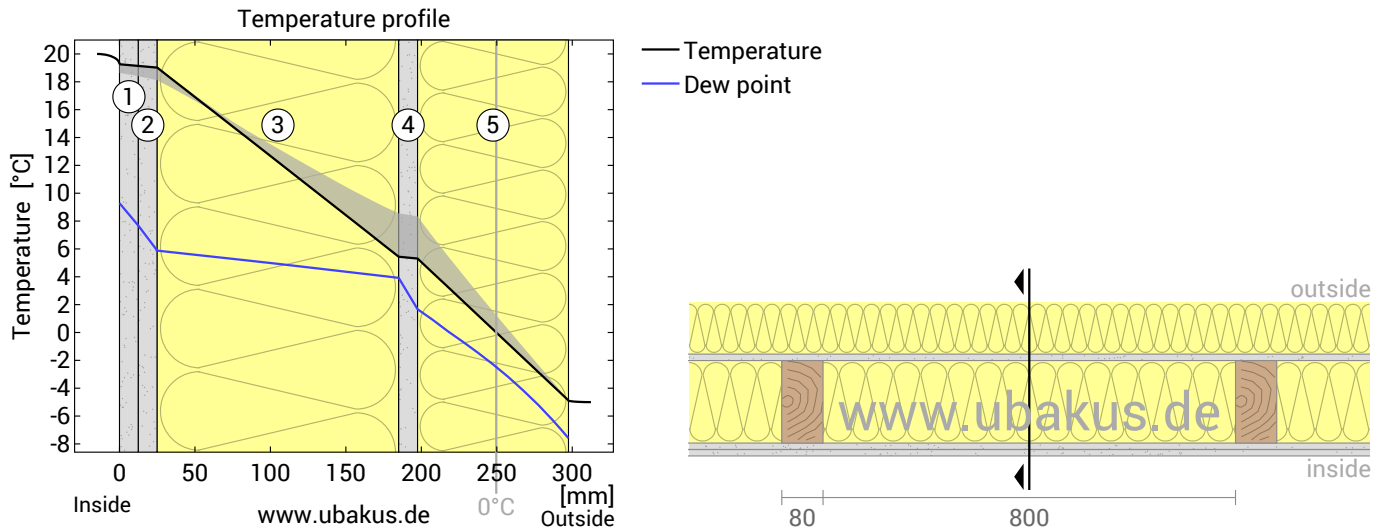 Temperature profile
20
18
16
14
12
10
8
6
4
2
0
-2
-4
-6
-8
Temperature [°C]
1
2
3
4
5
0
50
100
150
200
250
300
[mm]
Inside
www.ubakus.de
0°C
Outside
Temperature
Dew point
outside
www.ubakus.de
inside
80
800